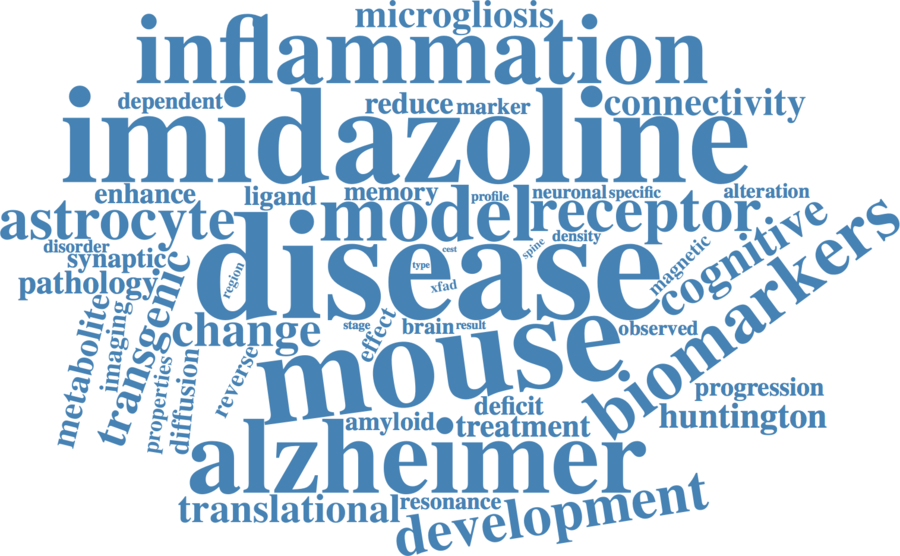 microgliosis
inflammation
dependent
reduce
marker
connectivity
imidazoline
enhance
ligand
memory
profile
neuronal
specific
alteration
astrocyte
model
receptor
disorder
synaptic
pathology
disease
region
type
cest
xfad
spine
density
magnetic
cognitive
biomarkers
metabolite
imaging
transgenic
properties
diffusion
change
reverse
stage
effect
brain
result
observed
mouse
progression
huntington
deficit
amyloid
treatment
alzheimer
translational
resonance
development